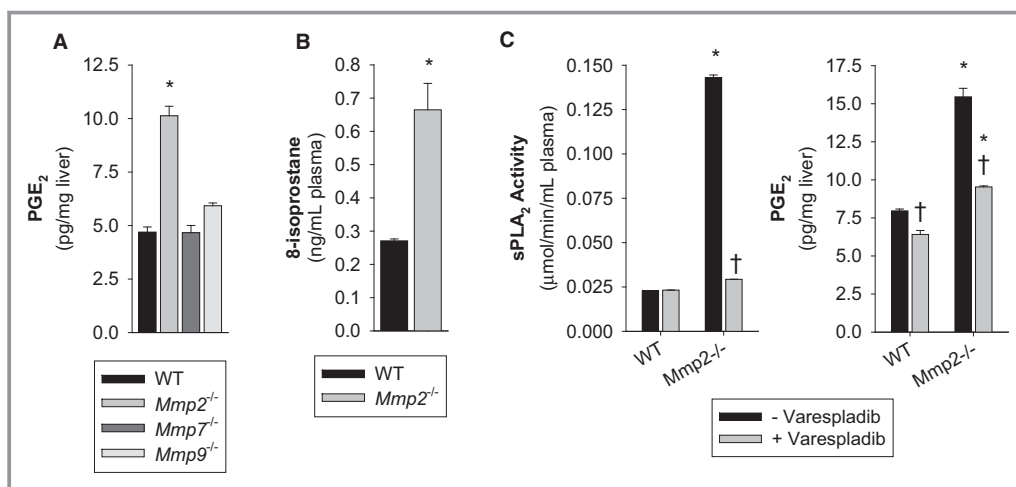 A
PGE₂
(pg/mg liver)
12.5
10.0
7.5
5.0
2.5
0.0
*
WT
Mmp2-/-
Mmp7-/-
Mmp9-/-
B
8-isoprostane
(ng/mL plasma)
0.8
0.7
0.6
0.5
0.4
0.3
0.2
0.1
0.0
*
WT
Mmp2-/-
C
sPLA₂ Activity
(μmol/min/mL plasma)
0.150
0.125
0.100
0.075
0.050
0.025
0.000
*
†
WT
Mmp2-/-
PGE₂
(pg/mg liver)
17.5
15.0
12.5
10.0
7.5
5.0
2.5
0.0
*
*
†
†
WT
Mmp2-/-
- Varespladib
+ Varespladib